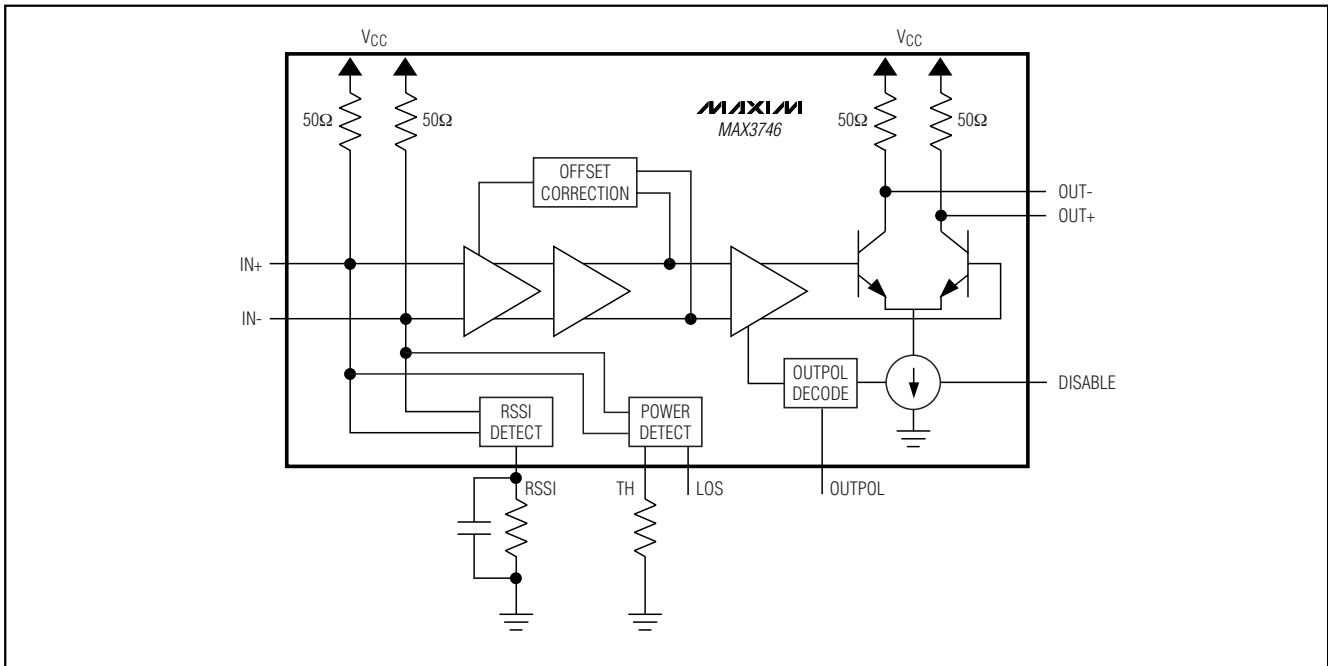 VCC VCC
50Ω 50Ω MAXIM 50Ω 50Ω
MAX3746
OFFSET
CORRECTION
OUT-
OUT+
IN+
IN-
OUTPOL
DECODE
DISABLE
RSSI
DETECT
POWER
DETECT
RSSI TH LOS OUTPOL